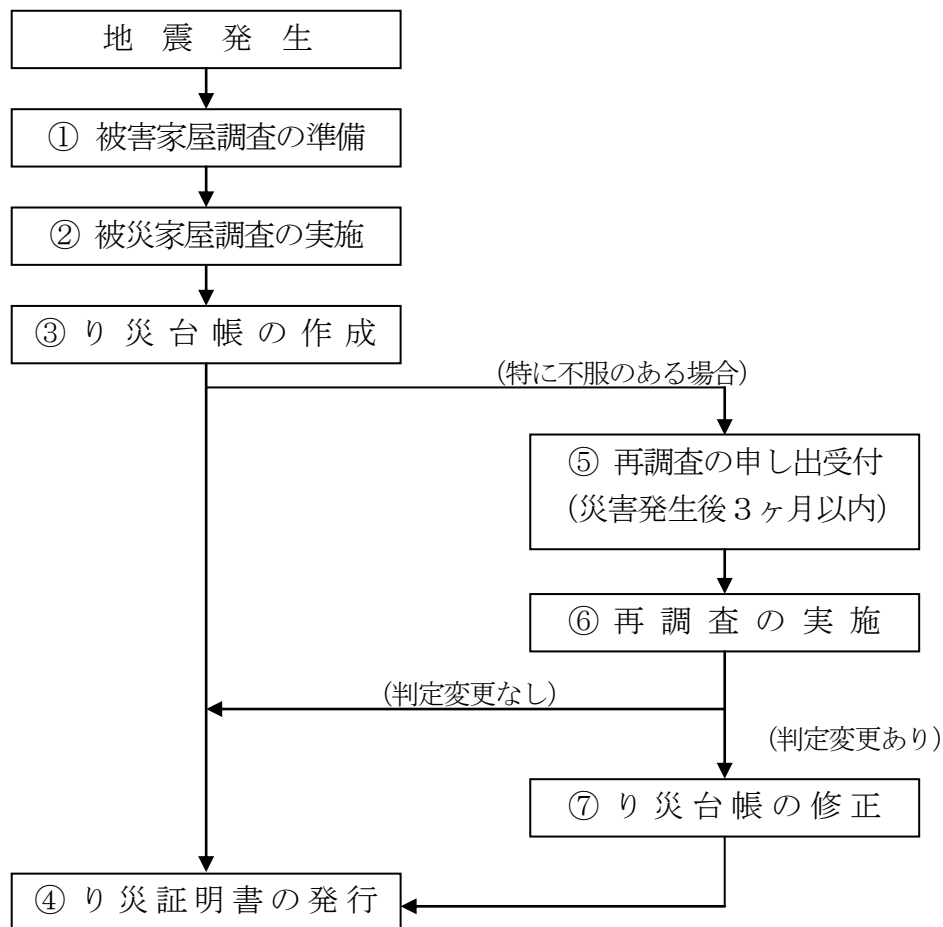 地震発生
① 被害家屋調査の準備
② 被災家屋調査の実施
③ り災台帳の作成
(特に不服のある場合)
⑤ 再調査の申し出受付
(災害発生後３ヶ月以内)
⑥ 再調査の実施
(判定変更なし)
(判定変更あり)
⑦ り災台帳の修正
④ り災証明書の発行